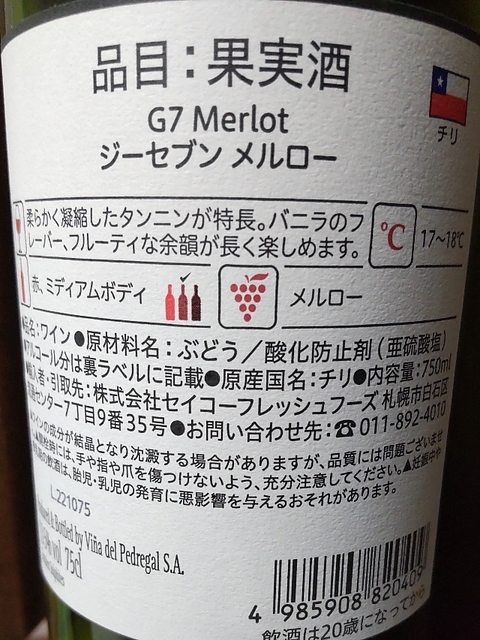 品目：果実酒
G7 Merlot
ジーセブン メルロー
チリ
柔らかく凝縮したタンニンが特長。バニラのフ
レーバー、フルーティな余韻が長く楽しめます。
℃
17～18℃
赤、ミディアムボディ
メルロー
名：ワイン●原材料名：ぶどう／酸化防止剤(亜硫酸塩)
アルコール分は裏ラベルに記載●原産国名：チリ●内容量：750ml
輸入者・引取先：株式会社セイコーフレッシュフーズ 札幌市白石区
センター7丁目9番35号●お問い合わせ先：☎011-892-4010
ワインの成分が結晶となり沈澱する場合がありますが、品質には問題ございませ
開栓時には、手や指や爪を傷つけないよう、充分注意してください。▲妊娠中や
の飲酒は、胎児・乳児の発育に悪影響を与えるおそれがあります。
L221075
& Bottled by Viña del Pedregal S.A.
vol. 75cl
4 985908 820409
飲酒は20歳になってから